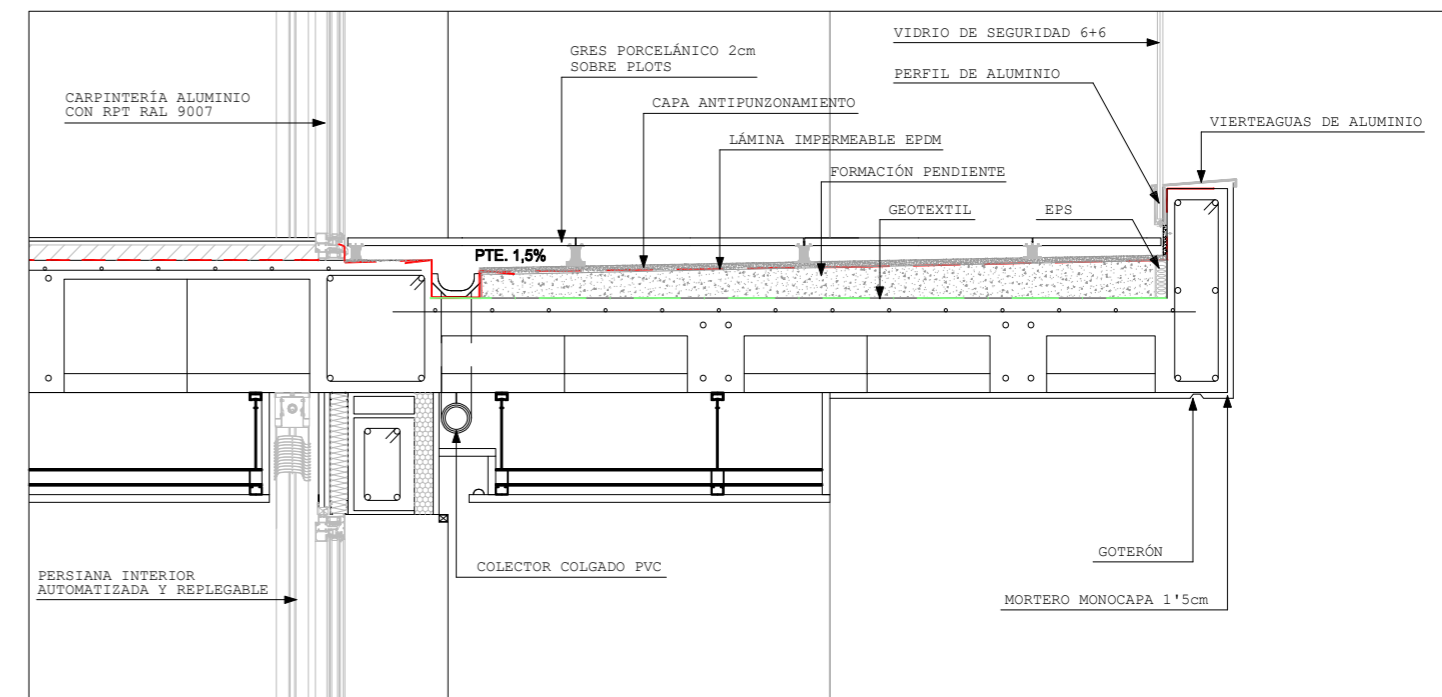 VIDRIO DE SEGURIDAD 6+6
GRES PORCELÁNICO 2cm
SOBRE PLOTS
PERFIL DE ALUMINIO
CARPINTERÍA ALUMINIO
CON RPT RAL 9007
CAPA ANTIPUNZONAMIENTO
VIERTEAGUAS DE ALUMINIO
LÁMINA IMPERMEABLE EPDM
FORMACIÓN PENDIENTE
GEOTEXTIL
EPS
PTE. 1,5%
GOTERÓN
COLECTOR COLGADO PVC
PERSIANA INTERIOR
AUTOMATIZADA Y REPLEGABLE
MORTERO MONOCAPA 1'5cm